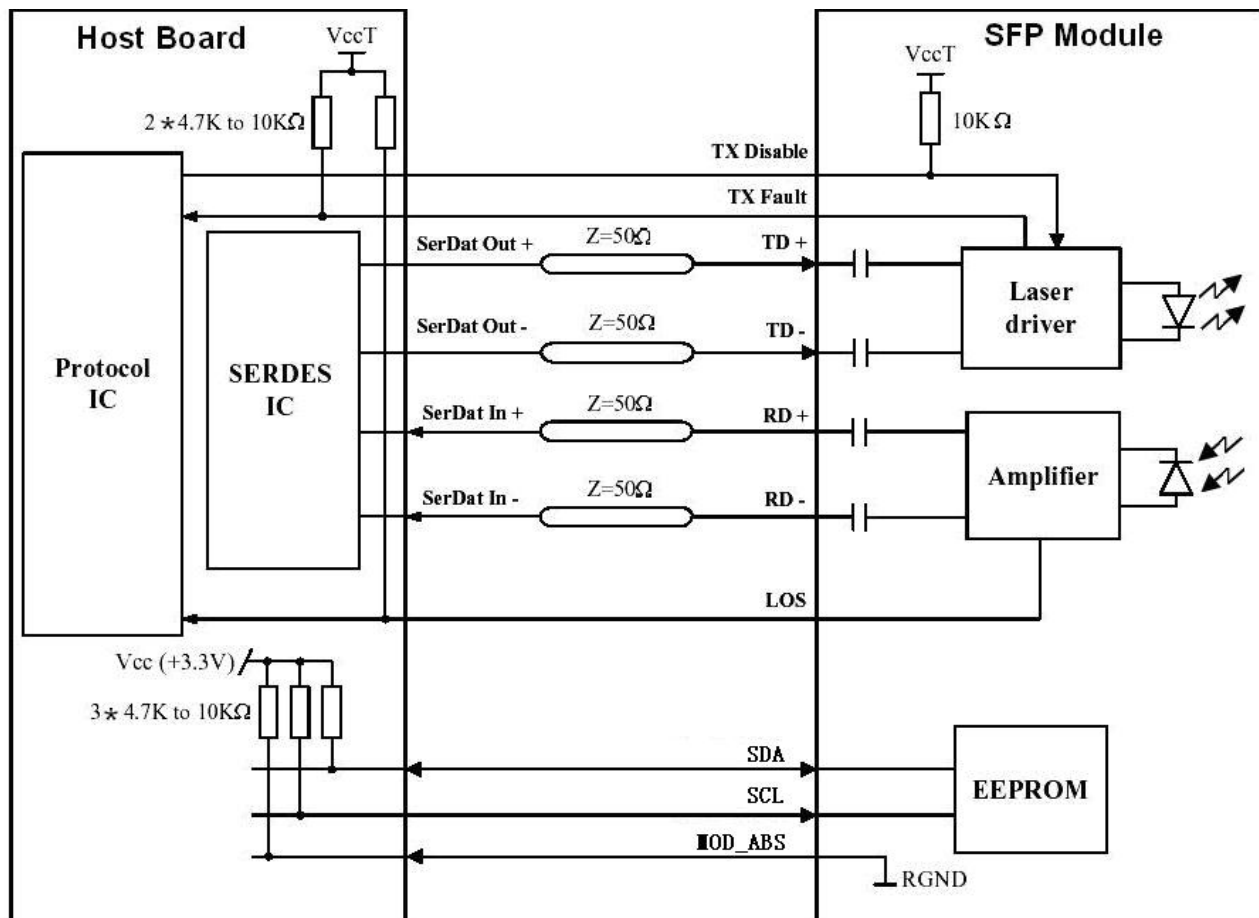 Host Board
SFP Module
VccT
VccT
2*4.7K to 10KΩ
10KΩ
TX Disable
TX Fault
SerDat Out +
Z=50Ω
TD +
Laser
driver
SerDat Out -
Z=50Ω
TD -
Protocol
IC
SERDES
IC
SerDat In +
Z=50Ω
RD +
Amplifier
SerDat In -
Z=50Ω
RD -
LOS
Vcc (+3.3V)
3*4.7K to 10KΩ
SDA
EEPROM
SCL
MOD_ABS
RGND